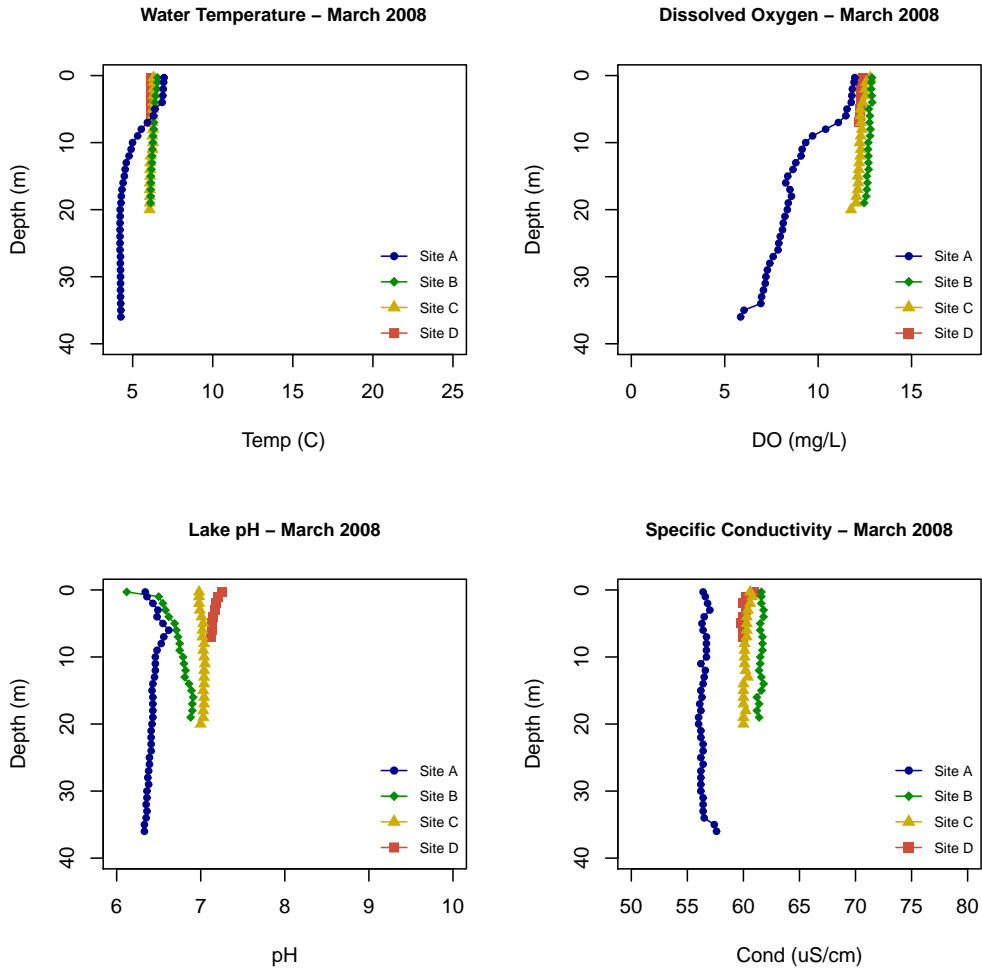 Water Temperature – March 2008
0
10
20
30
40
Depth (m)
5
10
15
20
25
Temp (C)
Site A
Site B
Site C
Site D
Dissolved Oxygen – March 2008
0
10
20
30
40
Depth (m)
0
5
10
15
DO (mg/L)
Site A
Site B
Site C
Site D
Lake pH – March 2008
0
10
20
30
40
Depth (m)
6
7
8
9
10
pH
Site A
Site B
Site C
Site D
Specific Conductivity – March 2008
0
10
20
30
40
Depth (m)
50
55
60
65
70
75
80
Cond (uS/cm)
Site A
Site B
Site C
Site D